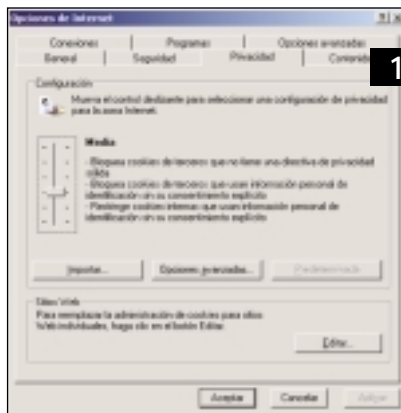 Opciones de Internet
Conexiones Programas Opciones avanzadas
General Seguridad Privacidad Contenido
1
Configuración
Mueva el control deslizante para seleccionar una configuración de privacidad
para la zona Internet.
Media
- Bloquea cookies de terceros que no tiene una directiva de privacidad
sólida
- Bloquea cookies de terceros que usan información personal de
identificación sin su consentimiento explícito
- Restringe cookies internas que usan información personal de
identificación sin su consentimiento implícito
Importar... Opciones avanzadas... Predeterminada
Sitios Web
Para reemplazar la administración de cookies para sitios
Web individuales, haga clic en el botón Editar.
Editar...
Aceptar Cancelar Aplicar